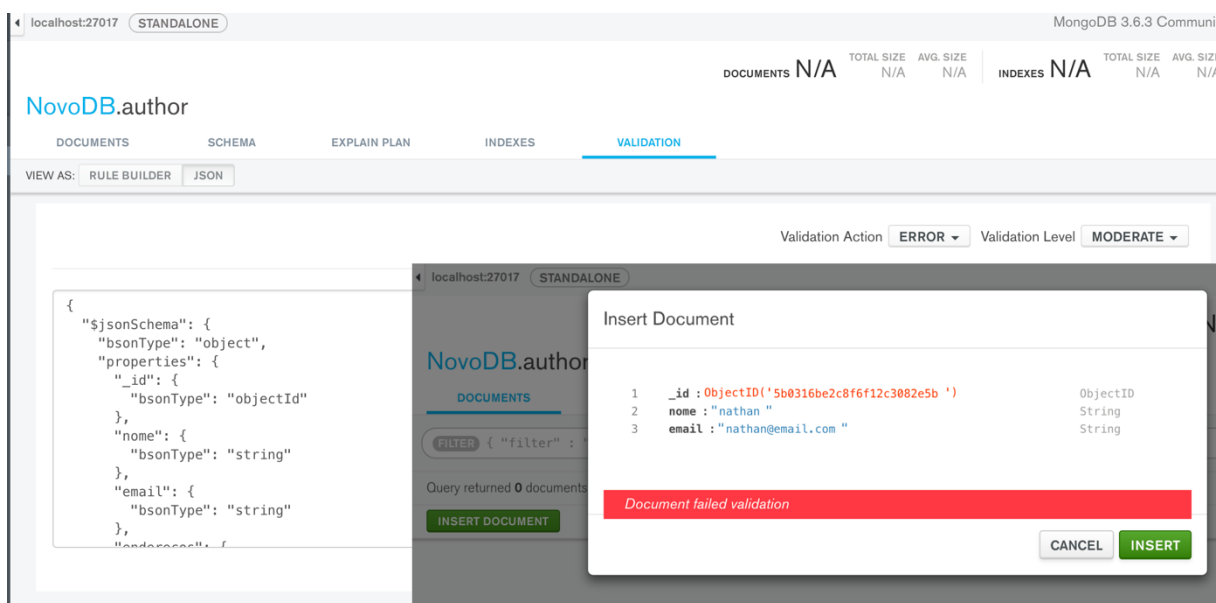 localhost:27017 STANDALONE
MongoDB 3.6.3 Communi
DOCUMENTS N/A TOTAL SIZE N/A AVG. SIZE N/A INDEXES N/A TOTAL SIZE N/A AVG. SIZE N/A
NovoDB.author
DOCUMENTS SCHEMA EXPLAIN PLAN INDEXES VALIDATION
VIEW AS: RULE BUILDER JSON
Validation Action ERROR Validation Level MODERATE
{
"$jsonSchema": {
"bsonType": "object",
"properties": {
"_id": {
"bsonType": "objectId"
},
"nome": {
"bsonType": "string"
},
"email": {
"bsonType": "string"
},
"enderecos": {
localhost:27017 STANDALONE
NovoDB.author
DOCUMENTS
FILTER { "filter" : "
Query returned 0 documents
INSERT DOCUMENT
Insert Document
1 _id : ObjectID('5b0316be2c8f6f12c3082e5b ') ObjectID
2 nome : "nathan " String
3 email : "nathan@email.com " String
Document failed validation
CANCEL INSERT